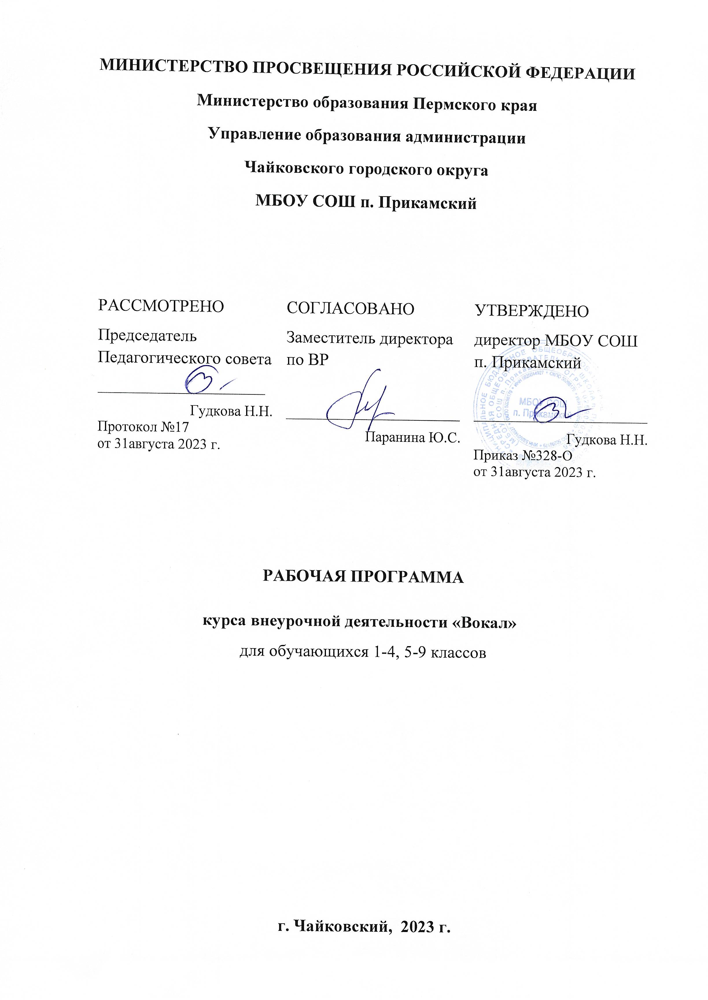 МИНИСТЕРСТВО ПРОСВЕЩЕНИЯ РОССИЙСКОЙ ФЕДЕРАЦИИ
Министерство образования Пермского края
Управление образования администрации
Чайковского городского округа
МБОУ СОШ п. Прикамский
РАССМОТРЕНО
Председатель
Педагогического совета
Гудкова Н.Н.
Протокол №17
от 31августа 2023 г.
СОГЛАСОВАНО
Заместитель директора
по ВР
Паранина Ю.С.
УТВЕРЖДЕНО
директор МБОУ СОШ
п. Прикамский
МБОУ СОШ
п. Прикамский
Гудкова Н.Н.
Приказ №328-О
от 31августа 2023 г.
РАБОЧАЯ ПРОГРАММА
курса внеурочной деятельности «Вокал»
для обучающихся 1-4, 5-9 классов
г. Чайковский, 2023 г.